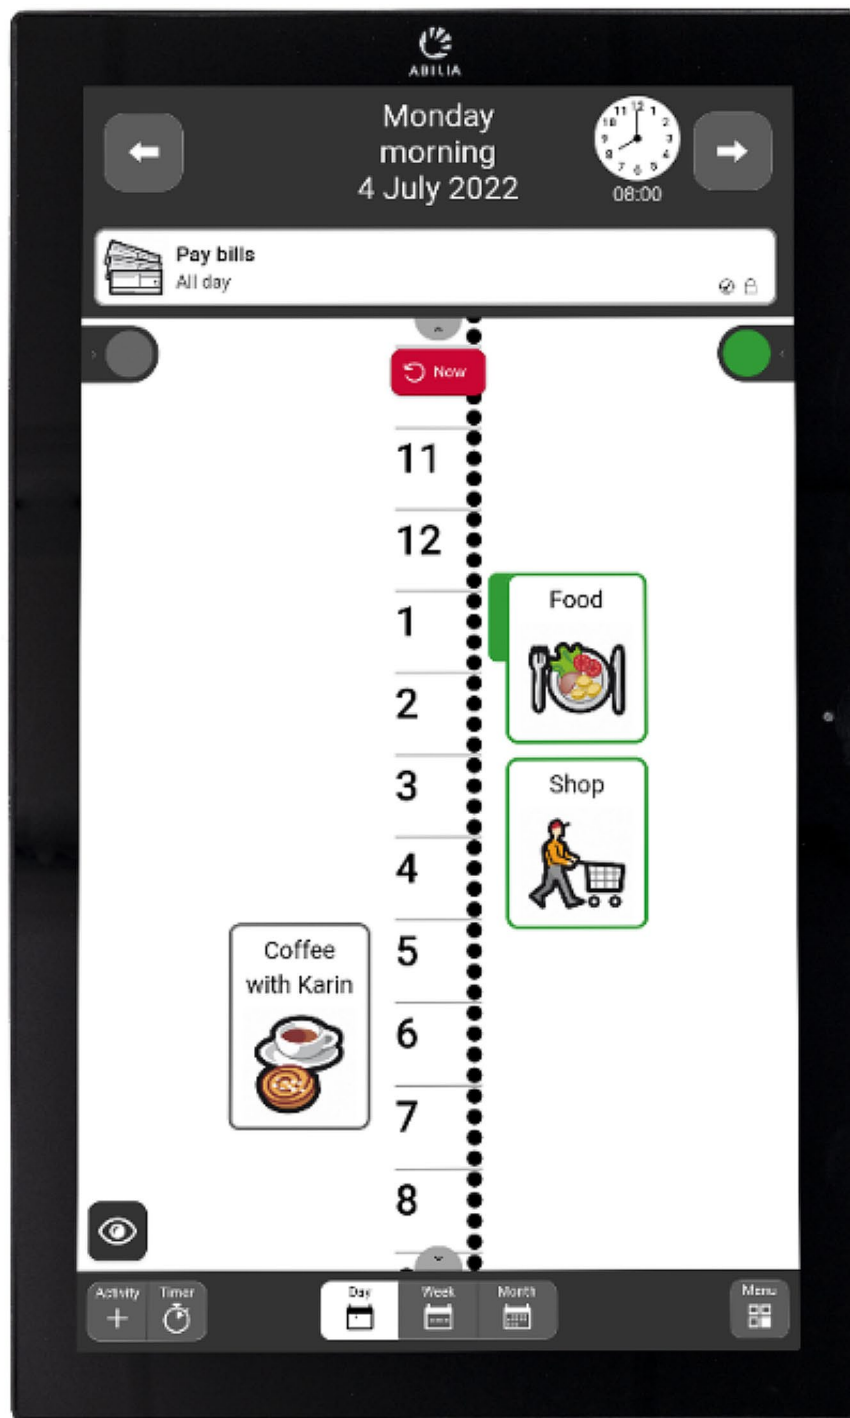 ABILIA
Monday
morning
4 July 2022
08:00
Pay bills
All day
Now
11
12
1
2
3
4
5
6
7
8
Food
Shop
Coffee
with Karin
Activity
Timer
Day
Week
Month
Menu